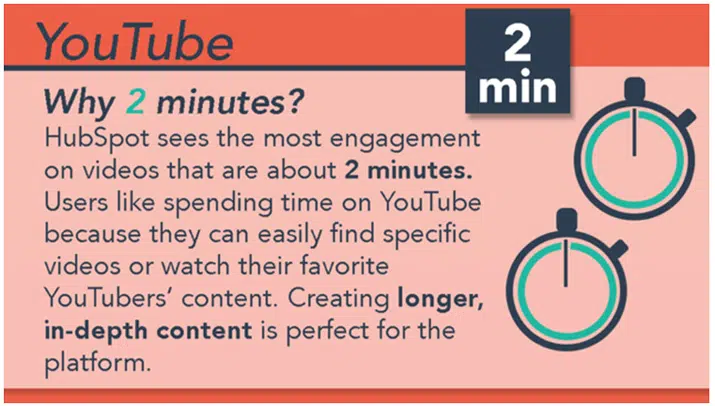 YouTube
2
min
Why 2 minutes?
HubSpot sees the most engagement
on videos that are about 2 minutes.
Users like spending time on YouTube
because they can easily find specific
videos or watch their favorite
YouTubers’ content. Creating longer,
in-depth content is perfect for the
platform.